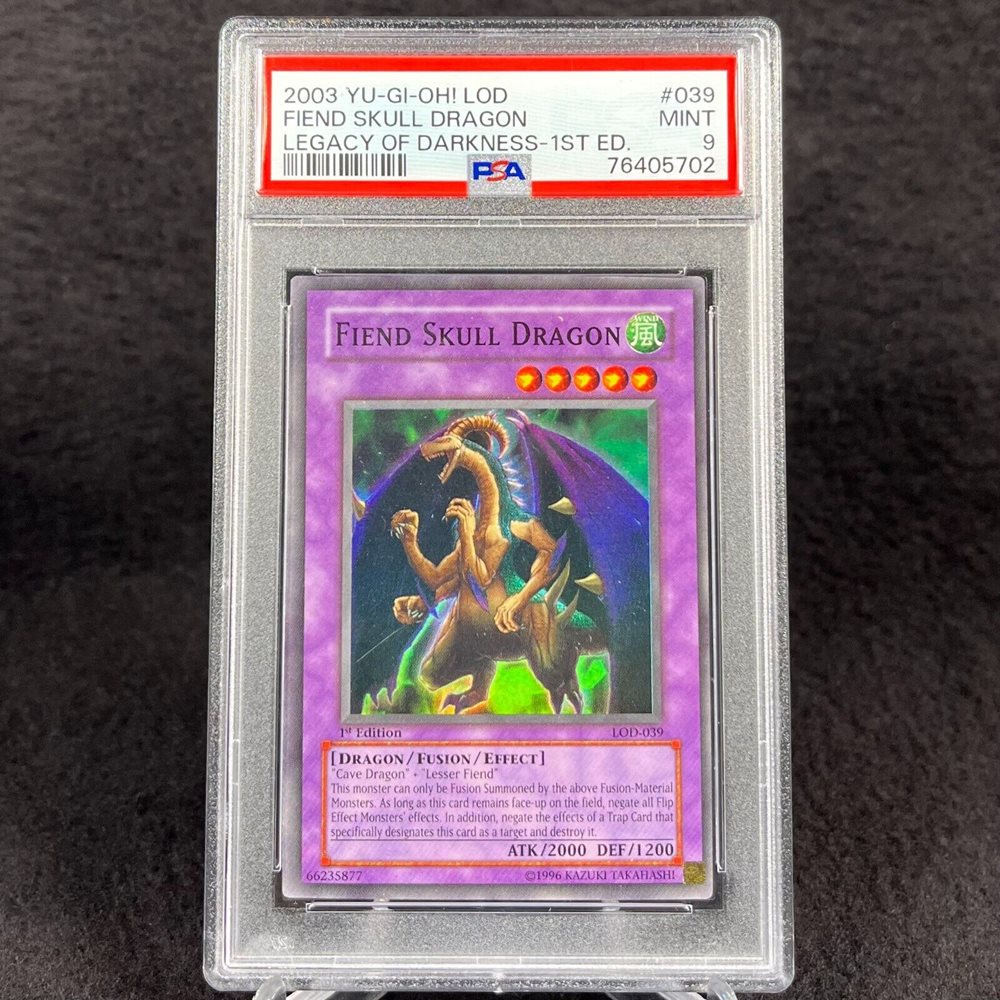 2003 YU-GI-OH! LOD #039
FIEND SKULL DRAGON MINT
LEGACY OF DARKNESS-1ST ED. 9
PSA 76405702
FIEND SKULL DRAGON
WIND
風
1st Edition LOD-039
[DRAGON/FUSION/EFFECT]
"Cave Dragon" + "Lesser Fiend"
This monster can only be Fusion Summoned by the above Fusion-Material
Monsters. As long as this card remains face-up on the field, negate all Flip
Effect Monsters' effects. In addition, negate the effects of a Trap Card that
specifically designates this card as a target and destroy it.
ATK/2000 DEF/1200
66235877 ©1996 KAZUKI TAKAHASHI